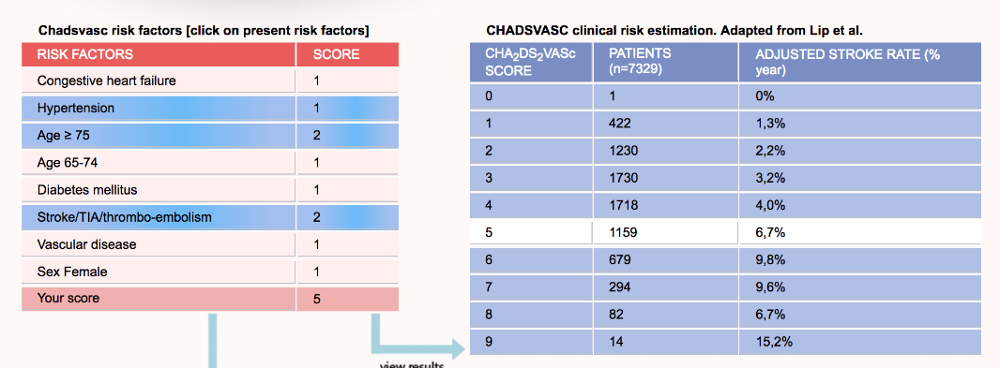 Chadsvasc risk factors [click on present risk factors]
RISK FACTORS SCORE
Congestive heart failure 1
Hypertension 1
Age ≥ 75 2
Age 65-74 1
Diabetes mellitus 1
Stroke/TIA/thrombo-embolism 2
Vascular disease 1
Sex Female 1
Your score 5
view results
CHADSVASC clinical risk estimation. Adapted from Lip et al.
CHA₂DS₂VASc SCORE PATIENTS (n=7329) ADJUSTED STROKE RATE (% year)
0 1 0%
1 422 1,3%
2 1230 2,2%
3 1730 3,2%
4 1718 4,0%
5 1159 6,7%
6 679 9,8%
7 294 9,6%
8 82 6,7%
9 14 15,2%